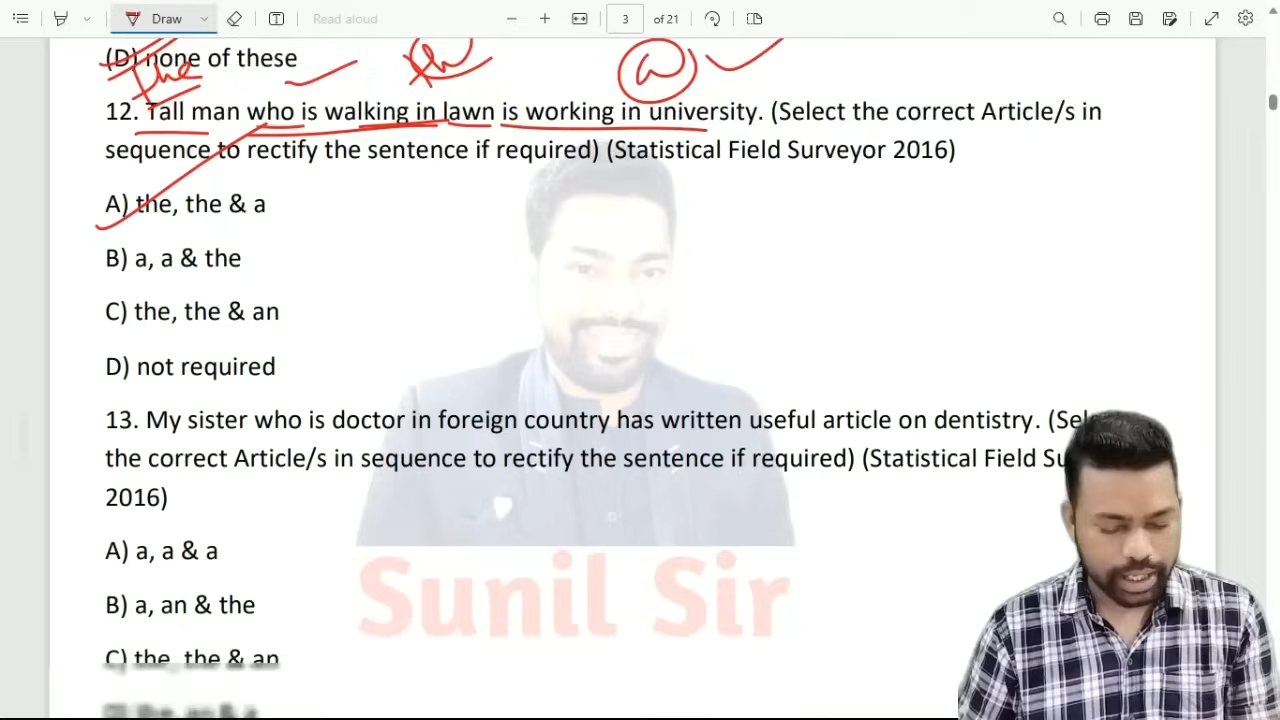 Draw
Read aloud
3
of 21
(D) none of these
The
the
a
12. Tall man who is walking in lawn is working in university. (Select the correct Article/s in
sequence to rectify the sentence if required) (Statistical Field Surveyor 2016)
A) the, the & a
B) a, a & the
C) the, the & an
D) not required
13. My sister who is doctor in foreign country has written useful article on dentistry. (Sel
the correct Article/s in sequence to rectify the sentence if required) (Statistical Field Su
2016)
A) a, a & a
B) a, an & the
C) the, the & an
D) the, an & a
Sunil Sir